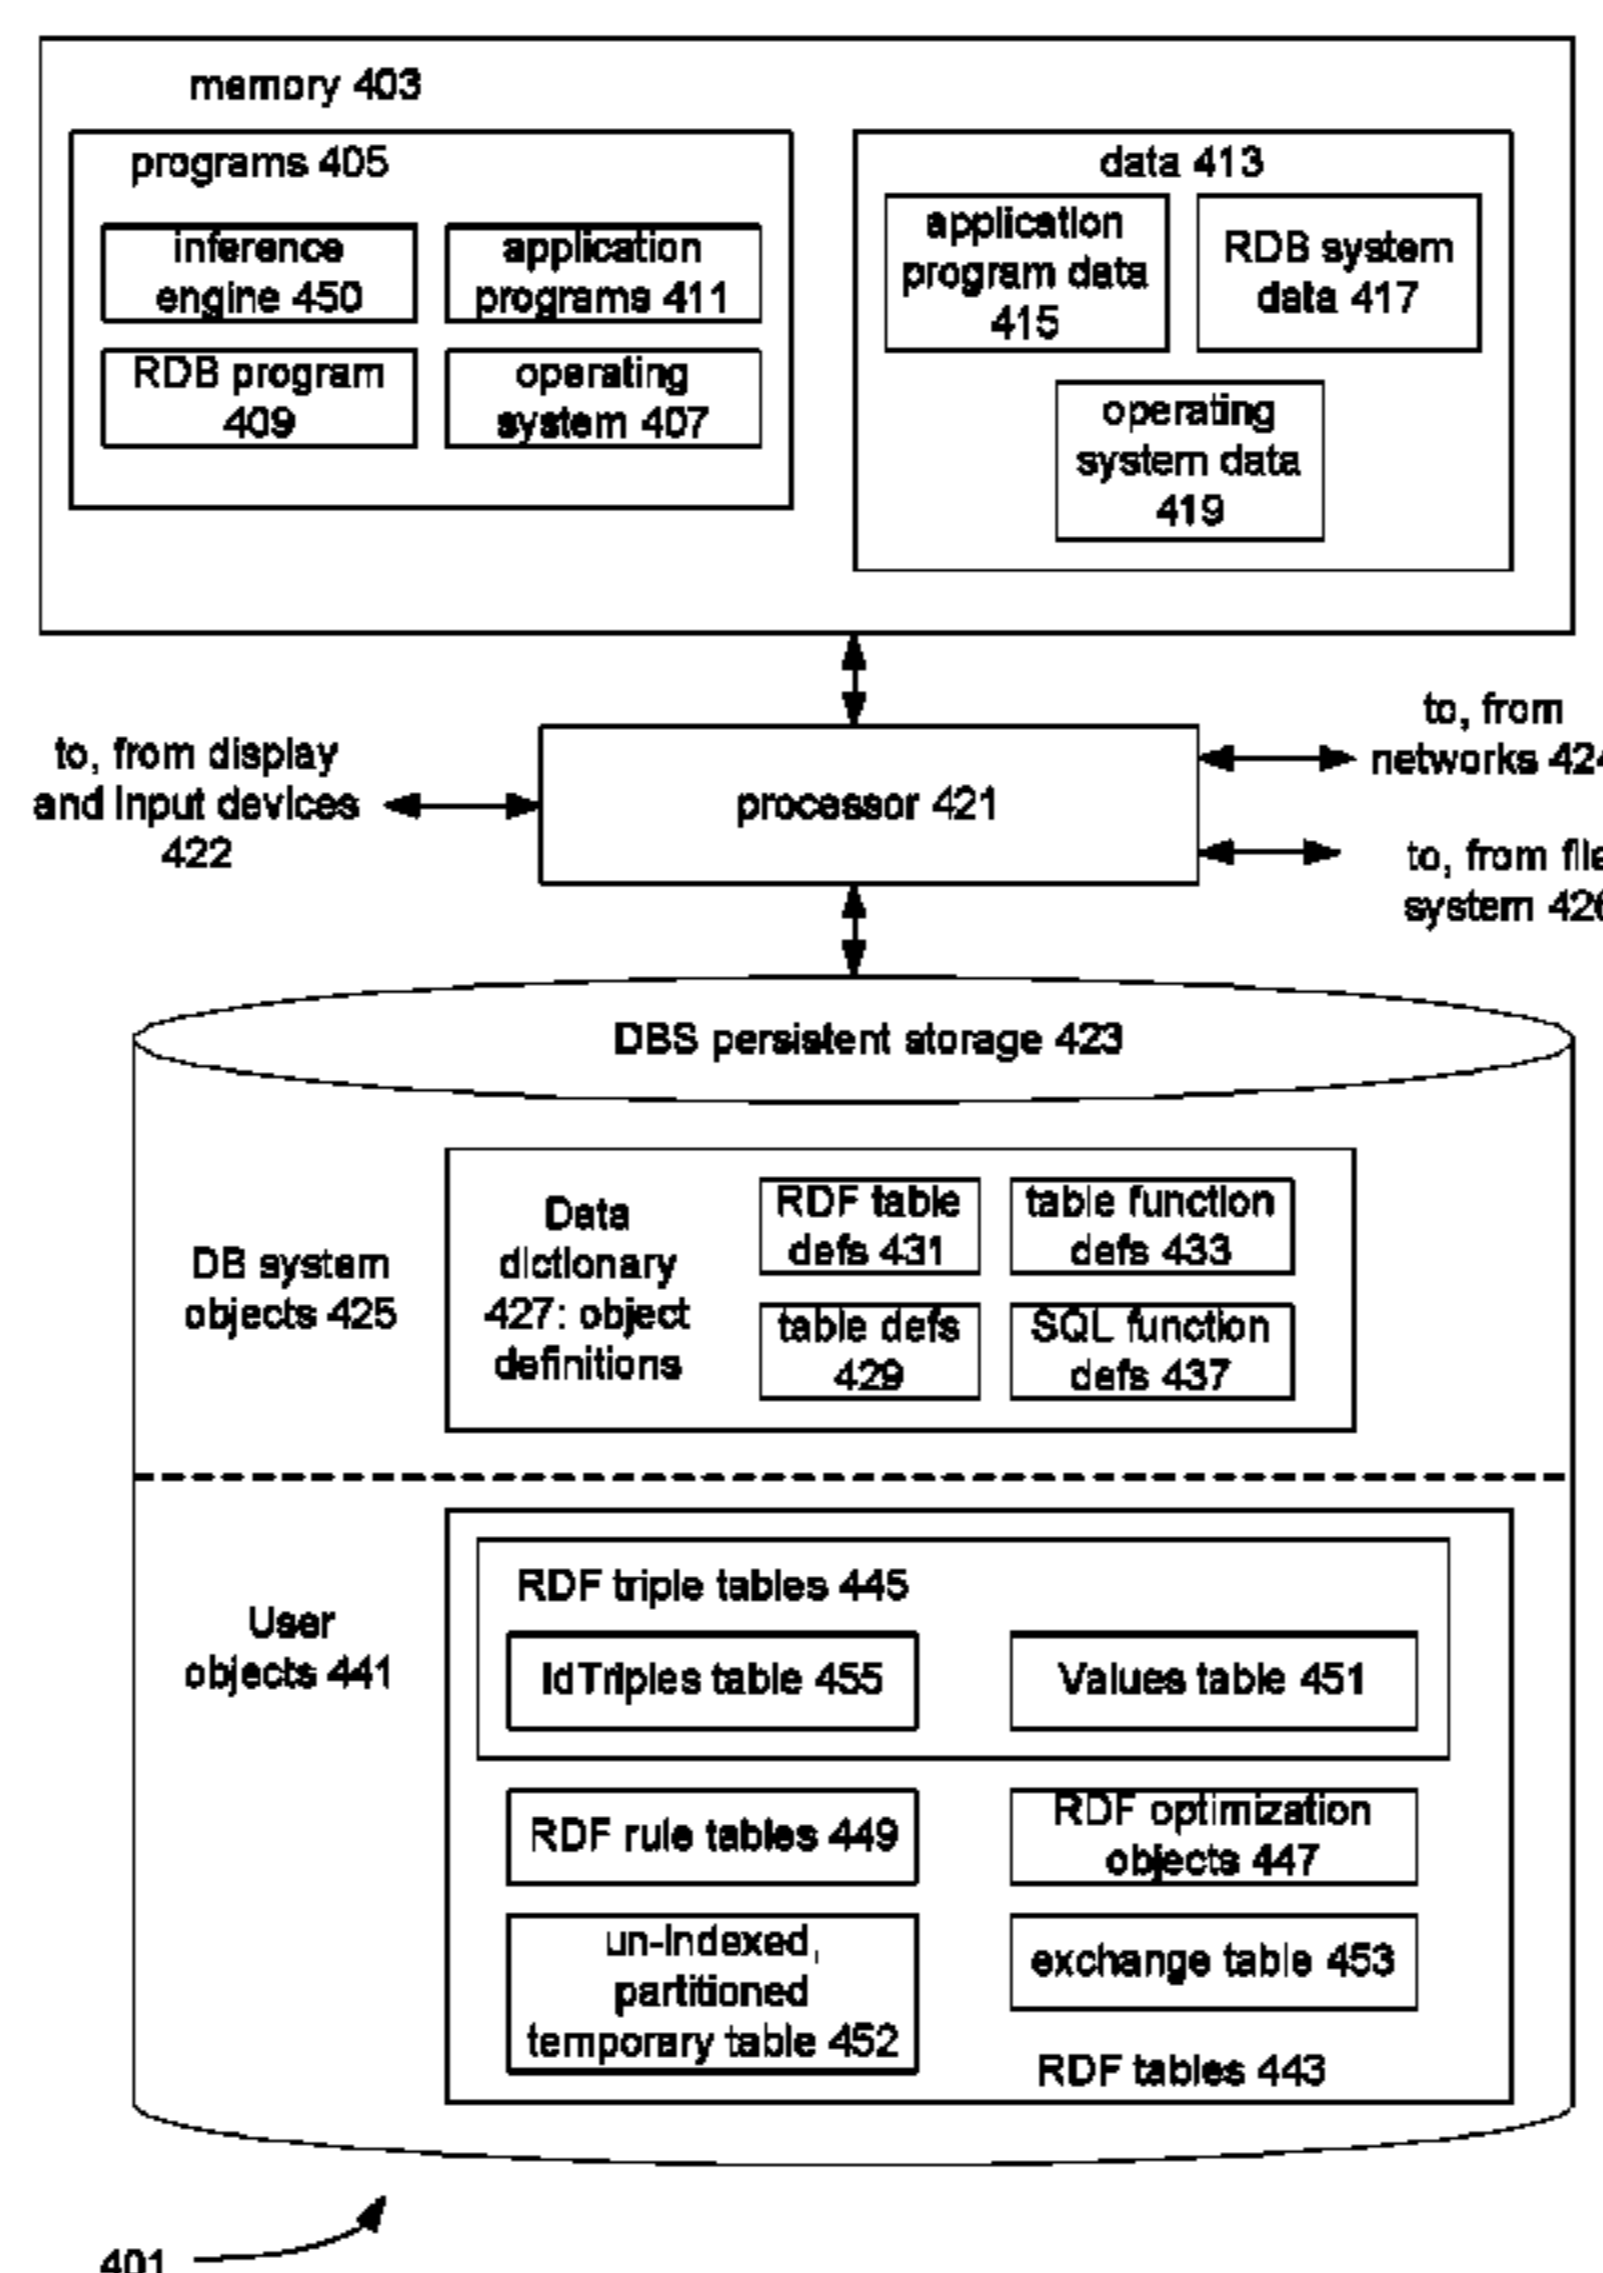 memory 403
programs 405
inference
engine 450
application
programs 411
RDB program
409
operating
system 407
data 413
application
program data
415
RDB system
data 417
operating
system data
419
to, from display
and input devices
422
processor 421
to, from
networks 424
to, from file
system 426
DBS persistent storage 423
DB system
objects 425
Data
dictionary
427: object
definitions
RDF table
defs 431
table function
defs 433
table defs
429
SQL function
defs 437
User
objects 441
RDF triple tables 445
IdTriples table 455
Values table 451
RDF rule tables 449
RDF optimization
objects 447
un-indexed,
partitioned
temporary table 452
exchange table 453
RDF tables 443
401